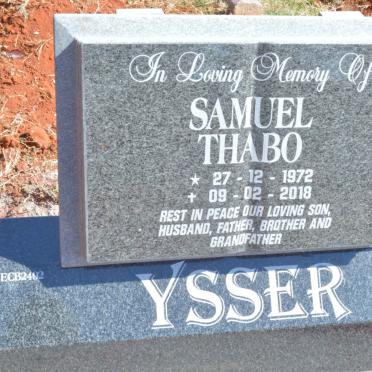 In Loving Memory Of
SAMUEL
THABO
★ 27 - 12 - 1972
✝ 09 - 02 - 2018
REST IN PEACE OUR LOVING SON,
HUSBAND, FATHER, BROTHER AND
GRANDFATHER
ECB2402
YSSER